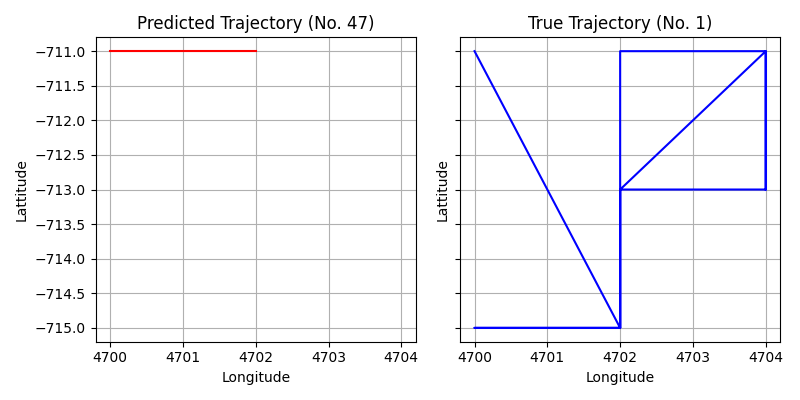 Predicted Trajectory (No. 47)
True Trajectory (No. 1)
Lattitude
−711.0
−711.5
−712.0
−712.5
−713.0
−713.5
−714.0
−714.5
−715.0
4700 4701 4702 4703 4704
Longitude
Lattitude
4700 4701 4702 4703 4704
Longitude